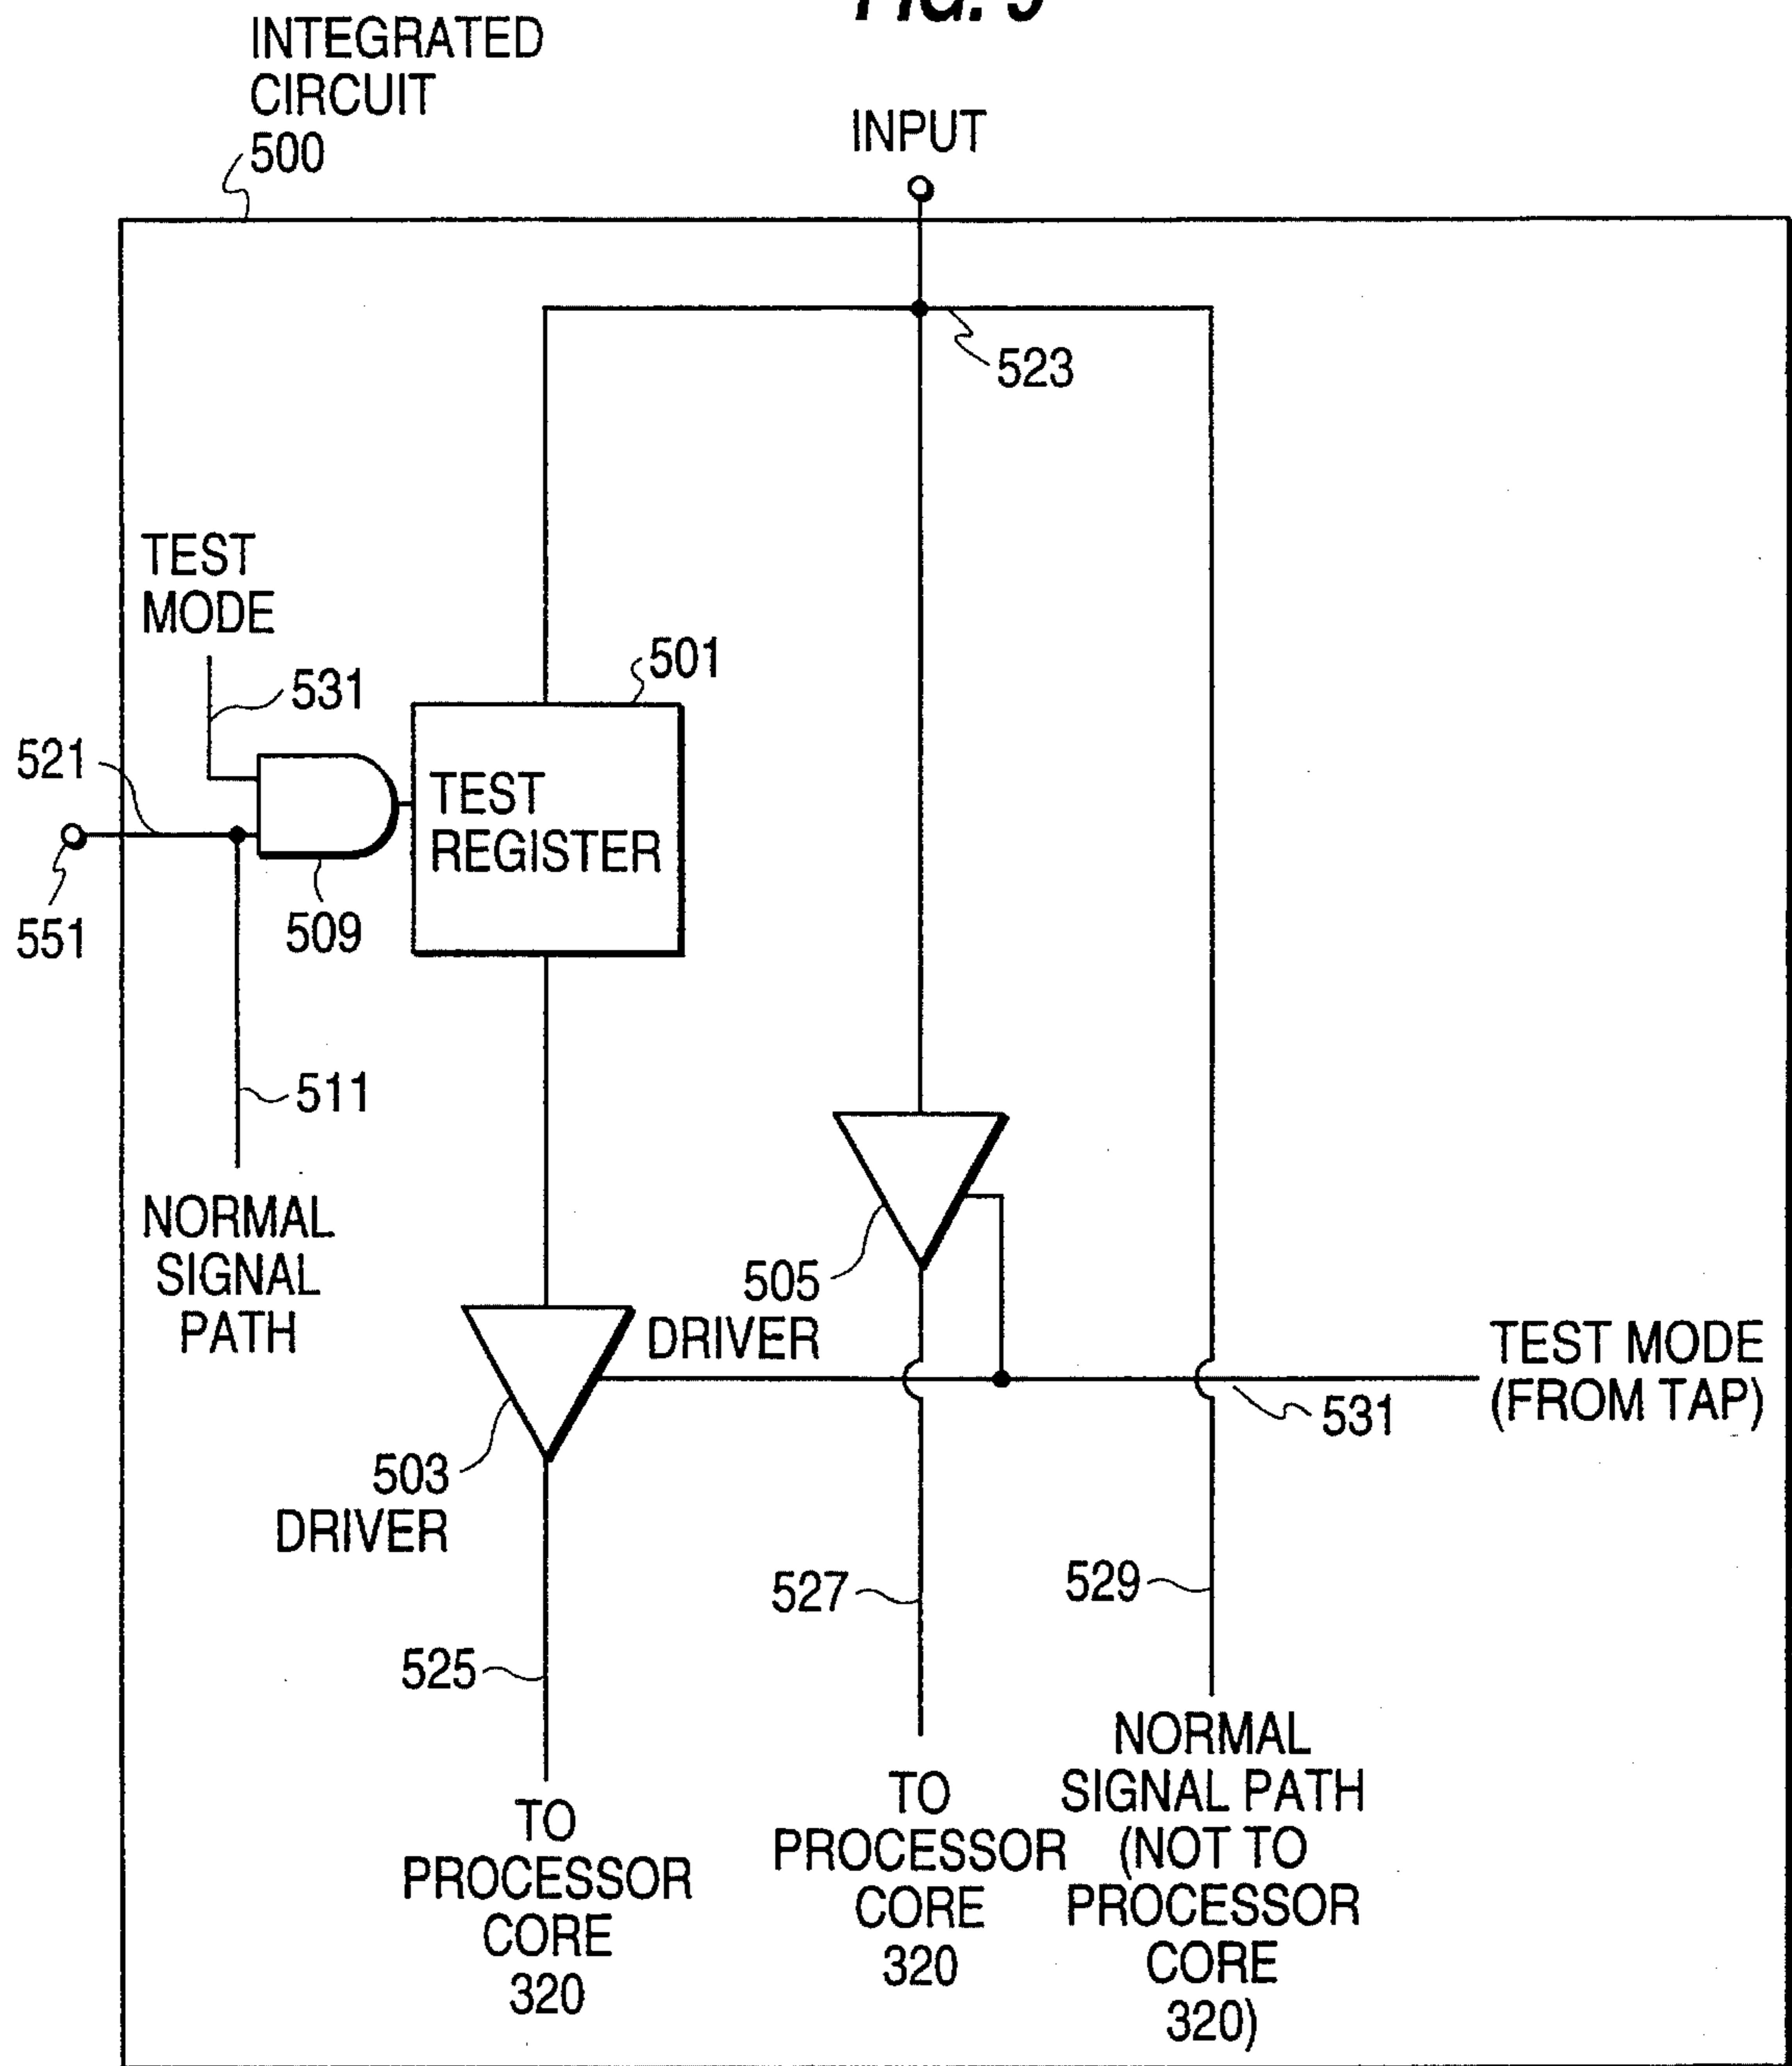 INTEGRATED
CIRCUIT
500
INPUT
523
TEST
MODE
531
501
521
TEST
REGISTER
551
509
511
NORMAL
SIGNAL
PATH
505
DRIVER
TEST MODE
(FROM TAP)
531
503
DRIVER
527
529
525
TO
PROCESSOR
CORE
320
TO
PROCESSOR
CORE
320
NORMAL
SIGNAL PATH
(NOT TO
PROCESSOR
CORE
320)